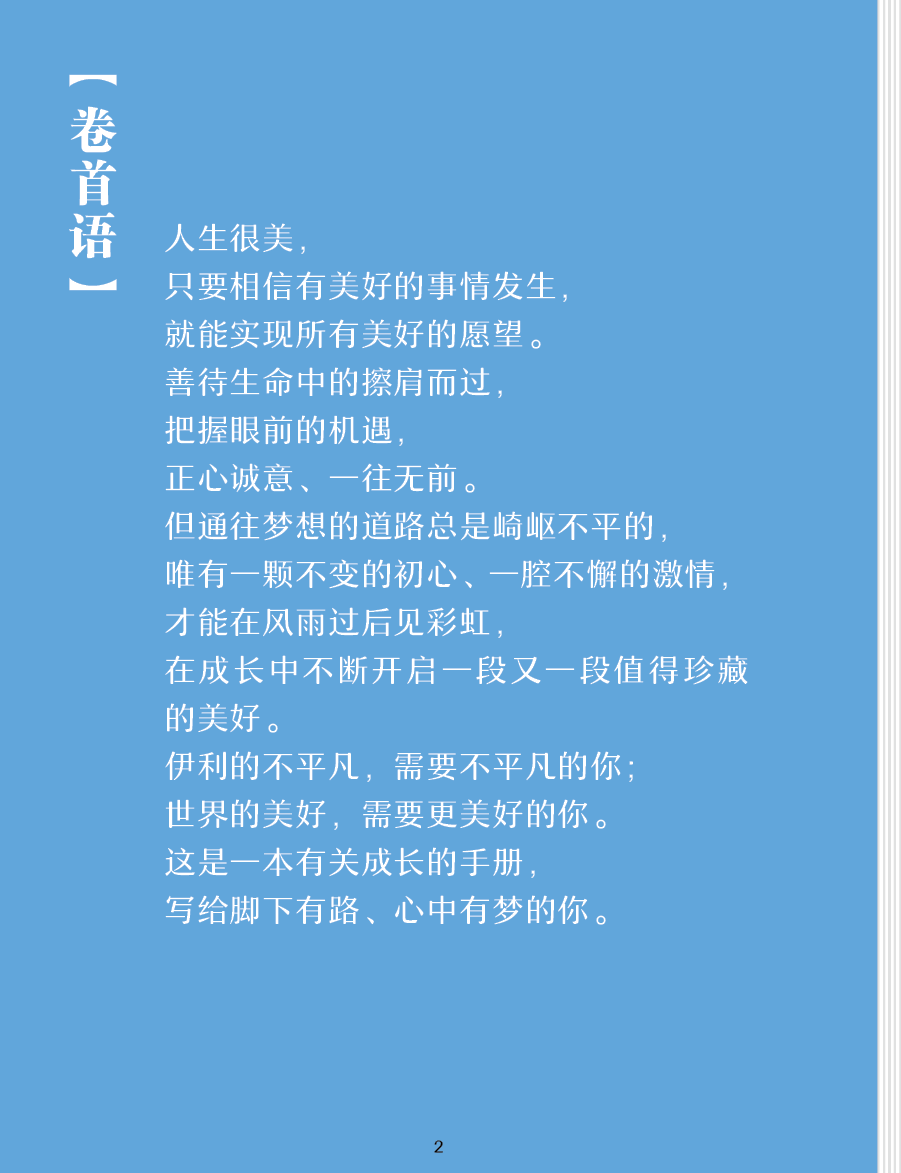 【卷首语】
人生很美，
只要相信有美好的事情发生，
就能实现所有美好的愿望。
善待生命中的擦肩而过，
把握眼前的机遇，
正心诚意、一往无前。
但通往梦想的道路总是崎岖不平的，
唯有一颗不变的初心、一腔不懈的激情，
才能在风雨过后见彩虹，
在成长中不断开启一段又一段值得珍藏
的美好。
伊利的不平凡，需要不平凡的你；
世界的美好，需要更美好的你。
这是一本有关成长的手册，
写给脚下有路、心中有梦的你。
2